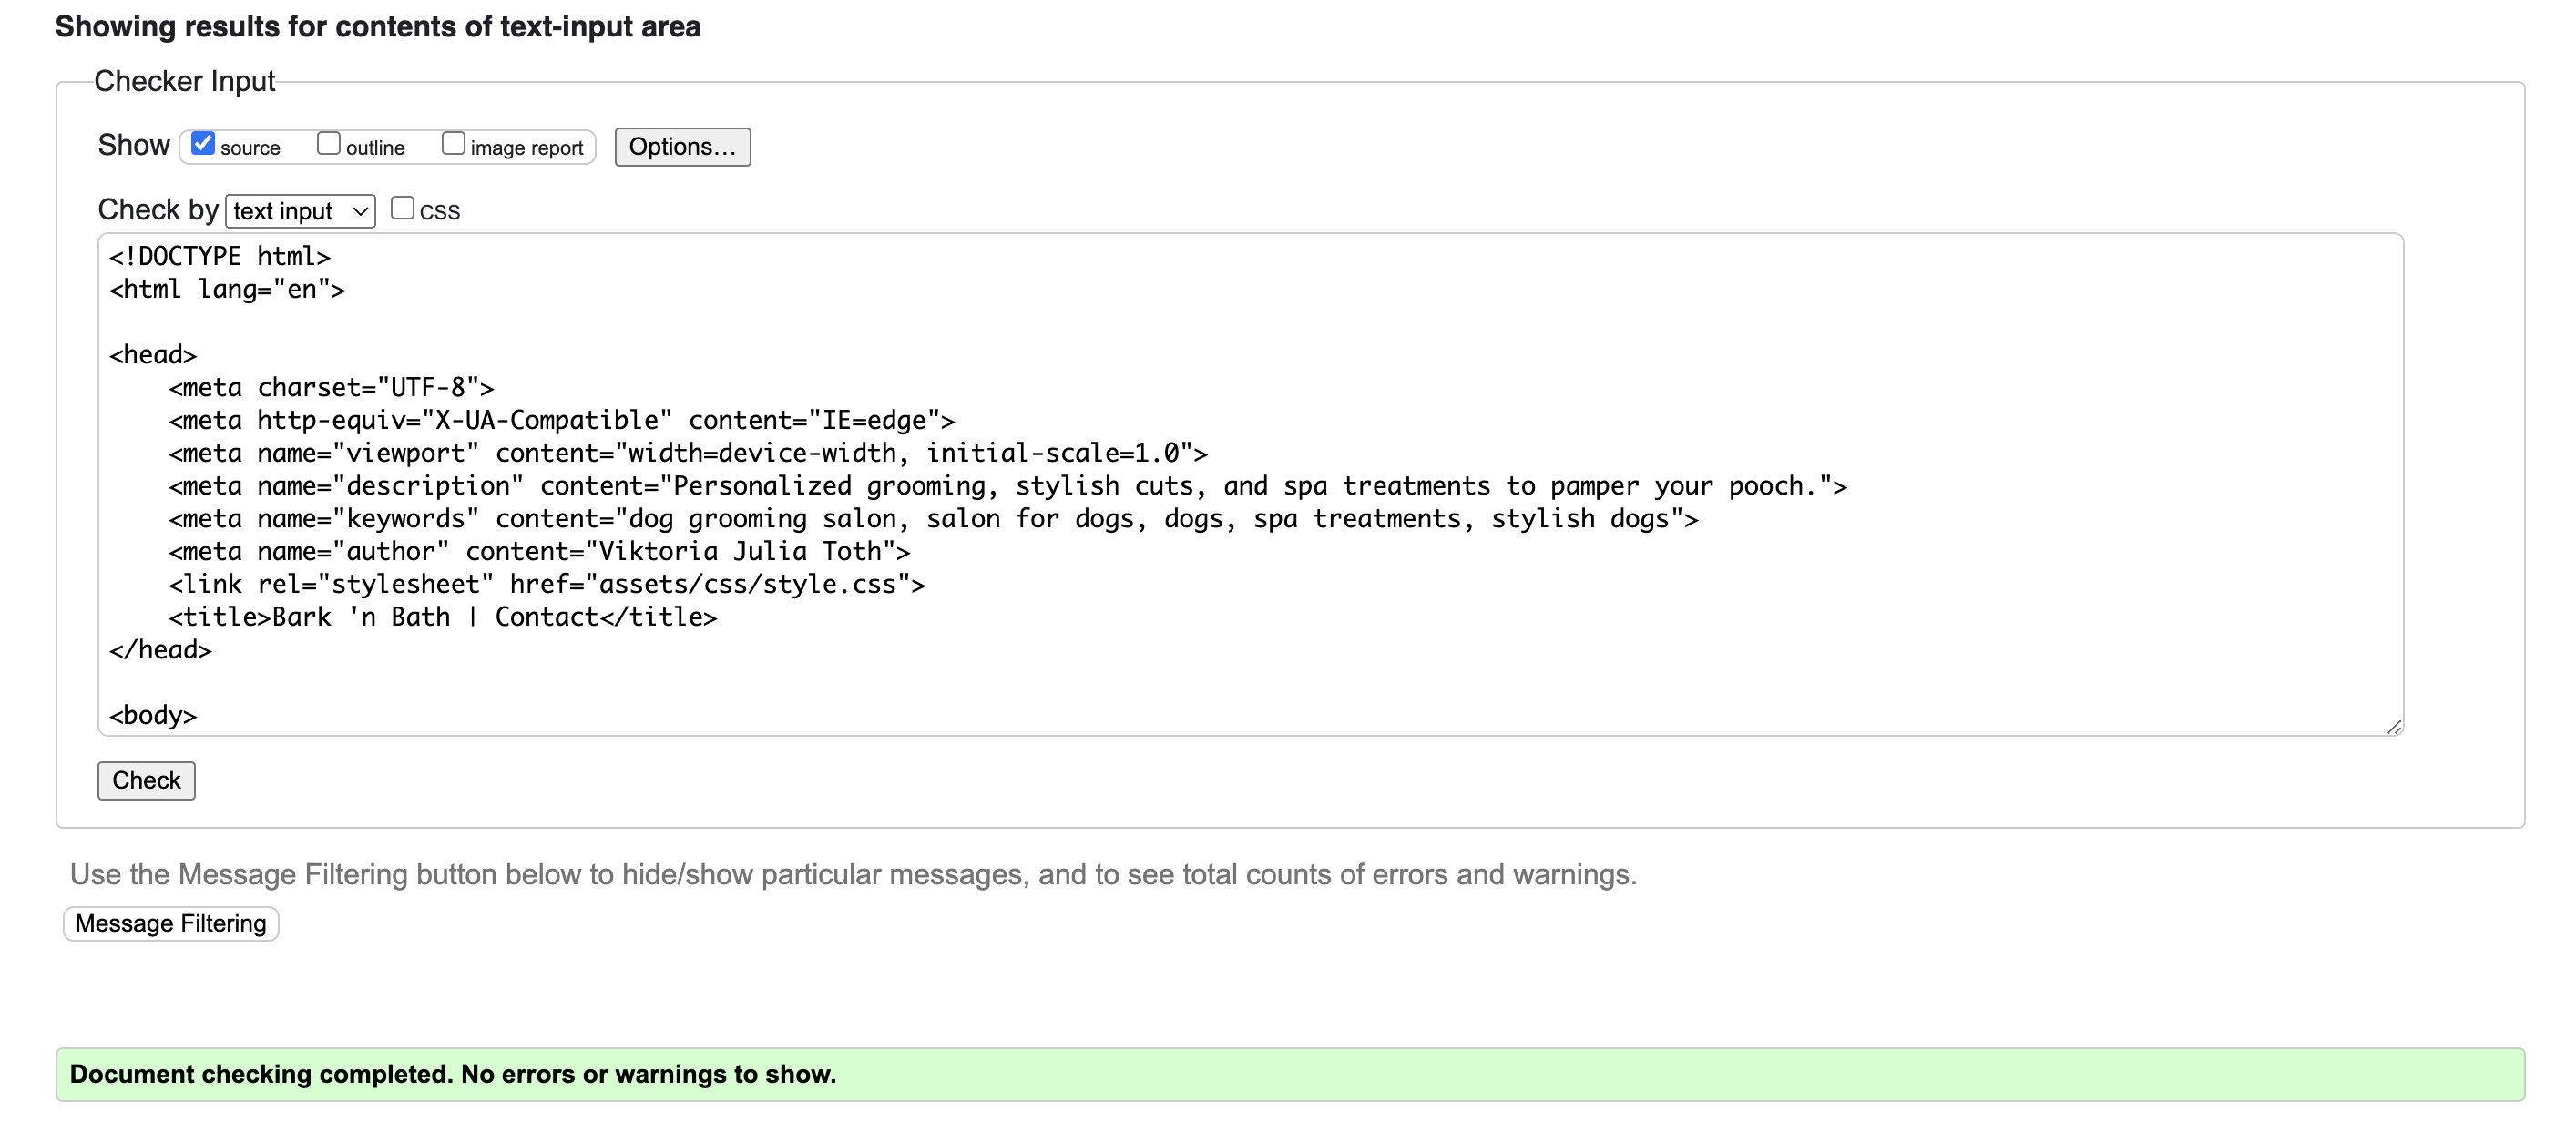 Showing results for contents of text-input area
Checker Input
Show source outline image report Options...
Check by text input CSS
<!DOCTYPE html>
<html lang="en">
<head>
    <meta charset="UTF-8">
    <meta http-equiv="X-UA-Compatible" content="IE=edge">
    <meta name="viewport" content="width=device-width, initial-scale=1.0">
    <meta name="description" content="Personalized grooming, stylish cuts, and spa treatments to pamper your pooch.">
    <meta name="keywords" content="dog grooming salon, salon for dogs, dogs, spa treatments, stylish dogs">
    <meta name="author" content="Viktoria Julia Toth">
    <link rel="stylesheet" href="assets/css/style.css">
    <title>Bark 'n Bath | Contact</title>
</head>
<body>
Check
Use the Message Filtering button below to hide/show particular messages, and to see total counts of errors and warnings.
Message Filtering
Document checking completed. No errors or warnings to show.